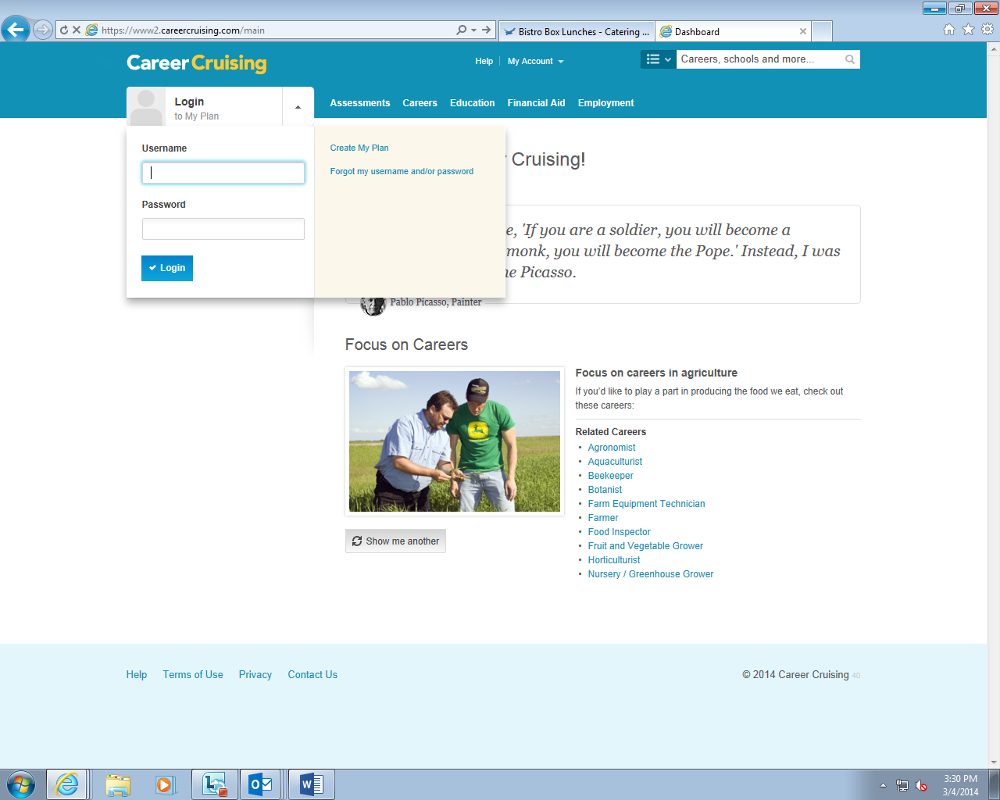 https://www2.careercruising.com/main
Bistro Box Lunches - Catering ...
Dashboard
Career Cruising
Help
My Account
Careers, schools and more...
Login
to My Plan
Assessments
Careers
Education
Financial Aid
Employment
Username
Create My Plan
Forgot my username and/or password
Cruising!
Password
e, 'If you are a soldier, you will become a
monk, you will become the Pope.' Instead, I was
ne Picasso.
Login
Pablo Picasso, Painter
Focus on Careers
Focus on careers in agriculture
If you'd like to play a part in producing the food we eat, check out
these careers:
Related Careers
• Agronomist
• Aquaculturist
• Beekeeper
• Botanist
• Farm Equipment Technician
• Farmer
• Food Inspector
• Fruit and Vegetable Grower
• Horticulturist
• Nursery / Greenhouse Grower
Show me another
Help
Terms of Use
Privacy
Contact Us
© 2014 Career Cruising 4G
3:30 PM
3/4/2014